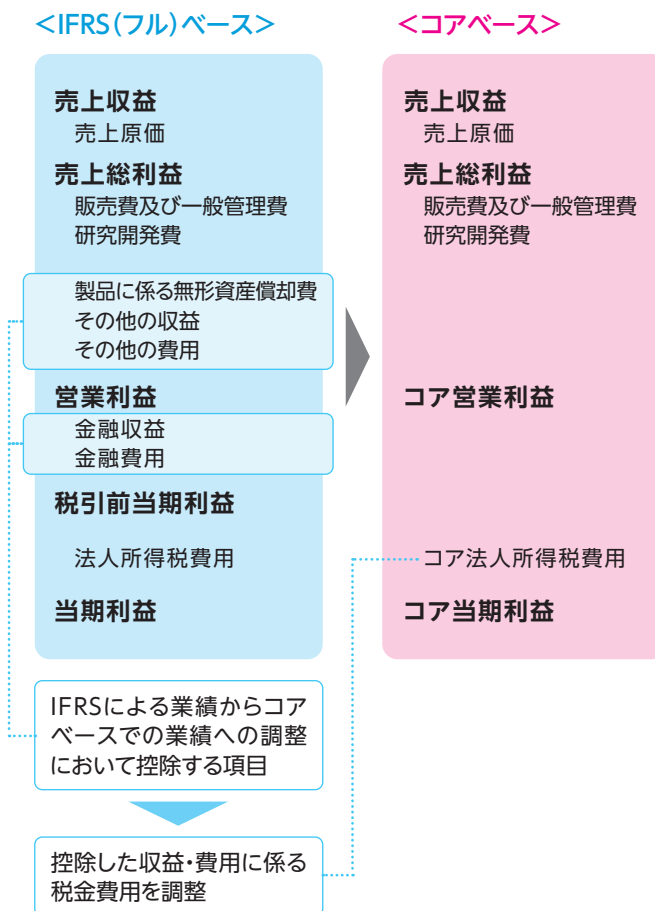 <IFRS(フル)ベース>
売上収益
売上原価
売上総利益
販売費及び一般管理費
研究開発費
製品に係る無形資産償却費
その他の収益
その他の費用
営業利益
金融収益
金融費用
税引前当期利益
法人所得税費用
当期利益
IFRSによる業績からコア
ベースでの業績への調整
において控除する項目
控除した収益・費用に係る
税金費用を調整
<コアベース>
売上収益
売上原価
売上総利益
販売費及び一般管理費
研究開発費
コア営業利益
コア法人所得税費用
コア当期利益